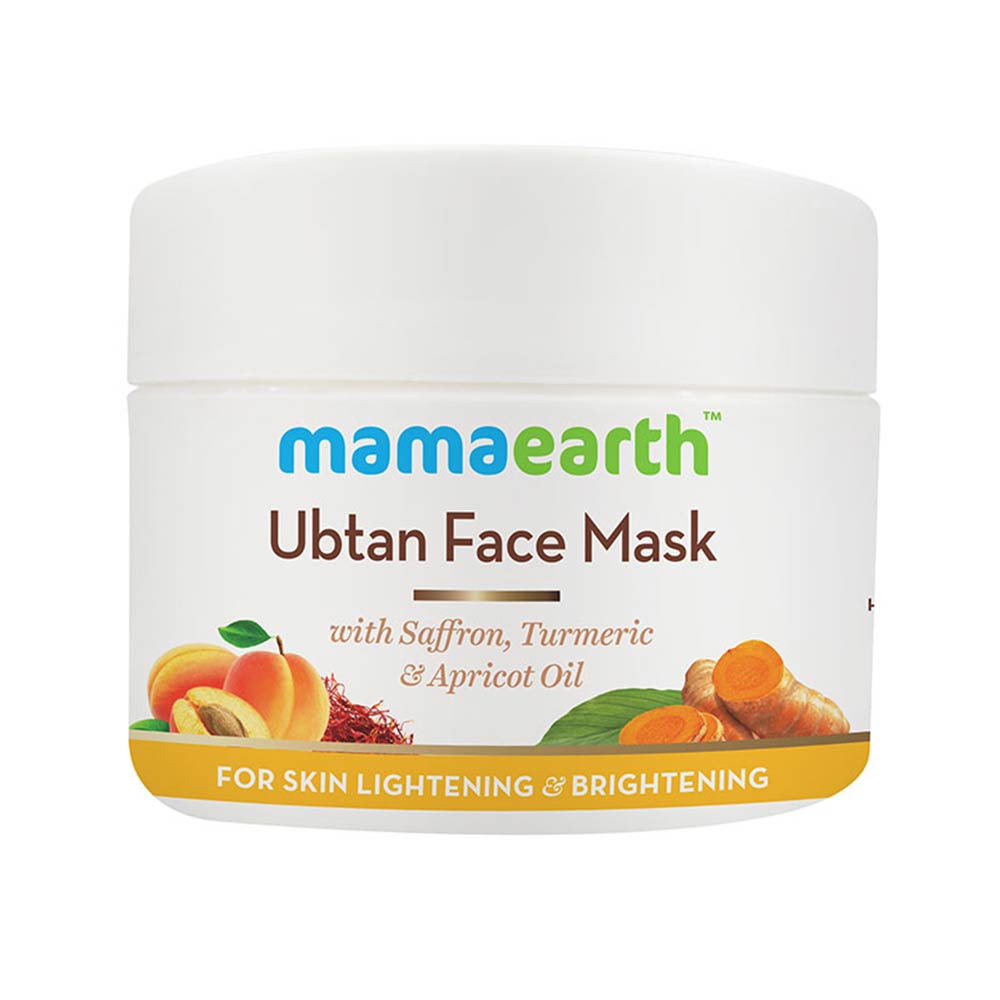 mamaearth™
Ubtan Face Mask
with Saffron, Turmeric
& Apricot Oil
FOR SKIN LIGHTENING & BRIGHTENING